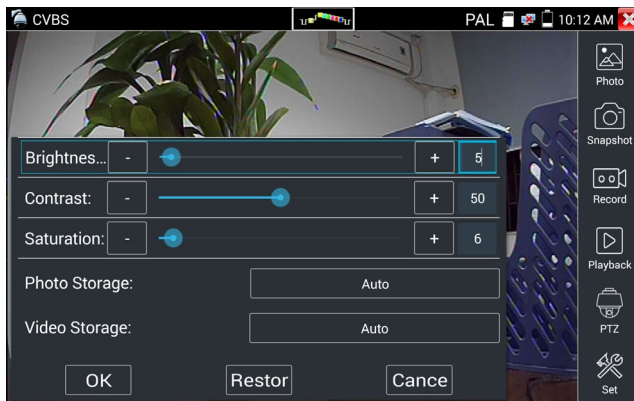 CVBS PAL 10:12 AM
Photo
Snapshot
Brightnes... - + 5
Record
Contrast: - + 50
Saturation: - + 6
Playback
Photo Storage: Auto
Video Storage: Auto
PTZ
OK Restor Cance
Set